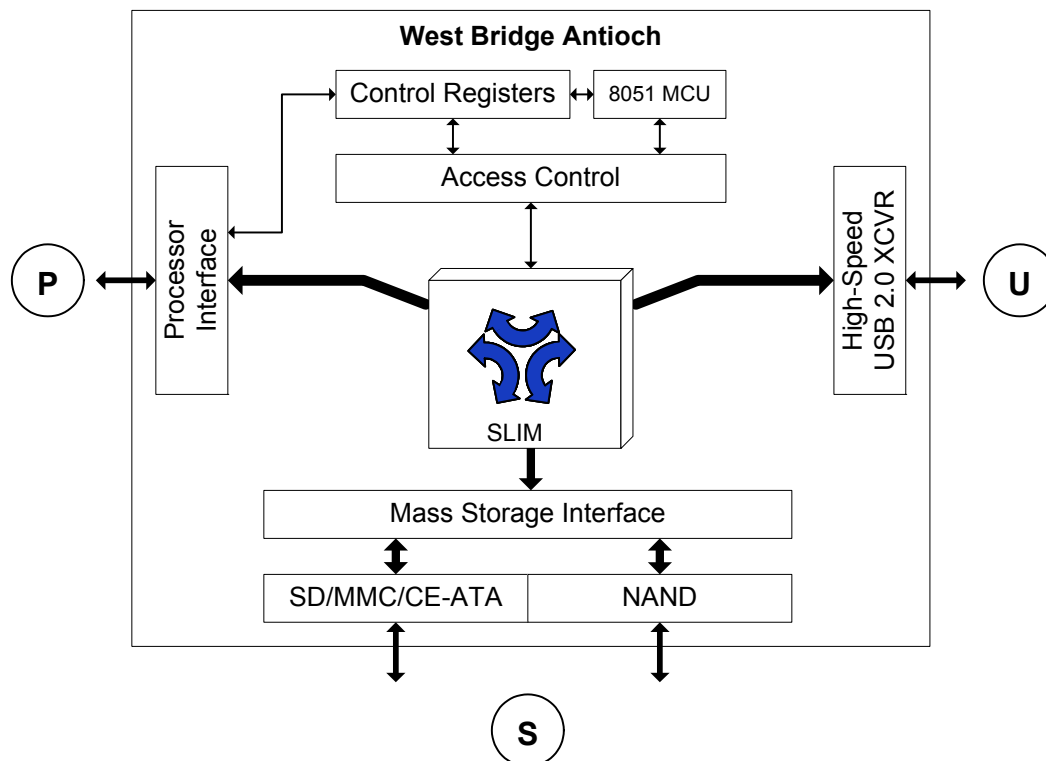 West Bridge Antioch
Control Registers
8051 MCU
Access Control
Processor
Interface
P
High-Speed
USB 2.0 XCVR
U
SLIM
Mass Storage Interface
SD/MMC/CE-ATA
NAND
S